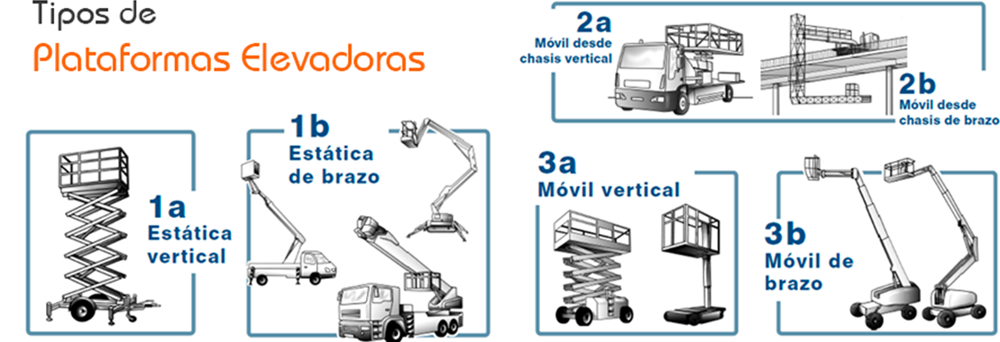 Tipos de
Plataformas Elevadoras
1a
Estática
vertical
1b
Estática
de brazo
2a
Móvil desde
chasis vertical
2b
Móvil desde
chasis de brazo
3a
Móvil vertical
3b
Móvil de
brazo